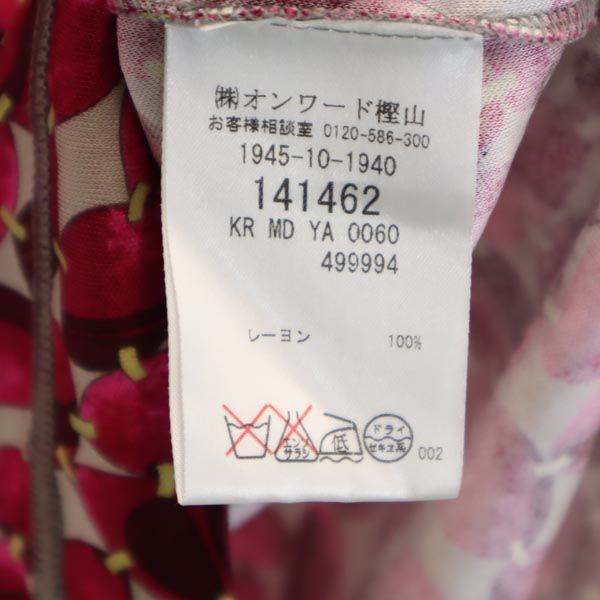 ㈱オンワード樫山
お客様相談室 0120-586-300
1945-10-1940
141462
KR MD YA 0060
499994
レーヨン 100%
エンソ サラシ
低
ドライ
セキユ系
002